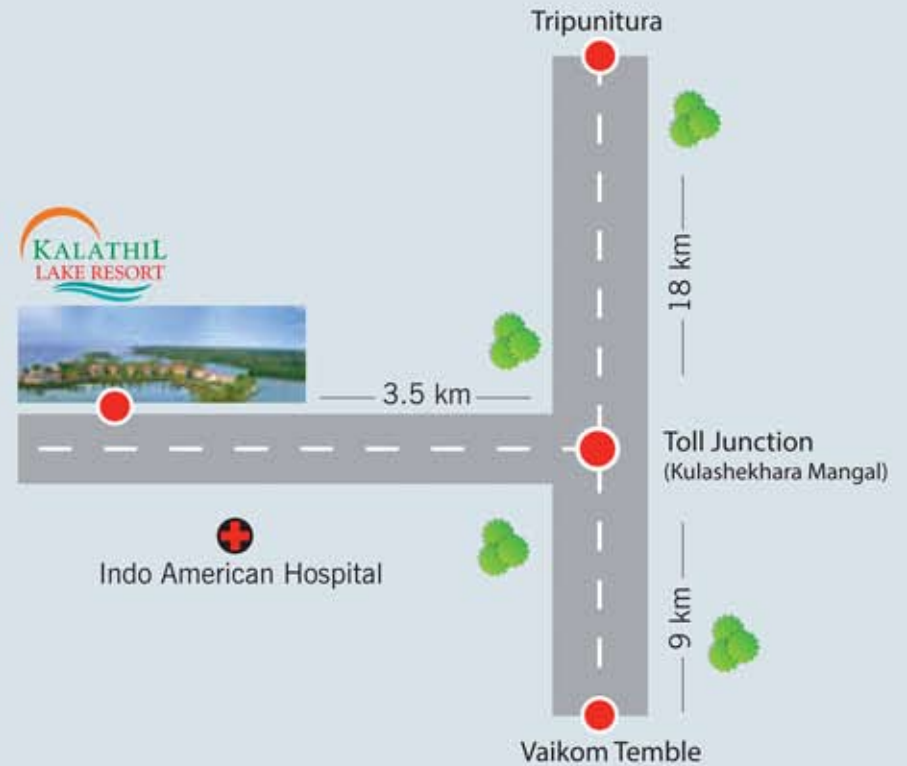 Tripunitura
18 km
KALATHIL
LAKE RESORT
3.5 km
Toll Junction
(Kulashekhara Mangal)
Indo American Hospital
9 km
Vaikom Temble